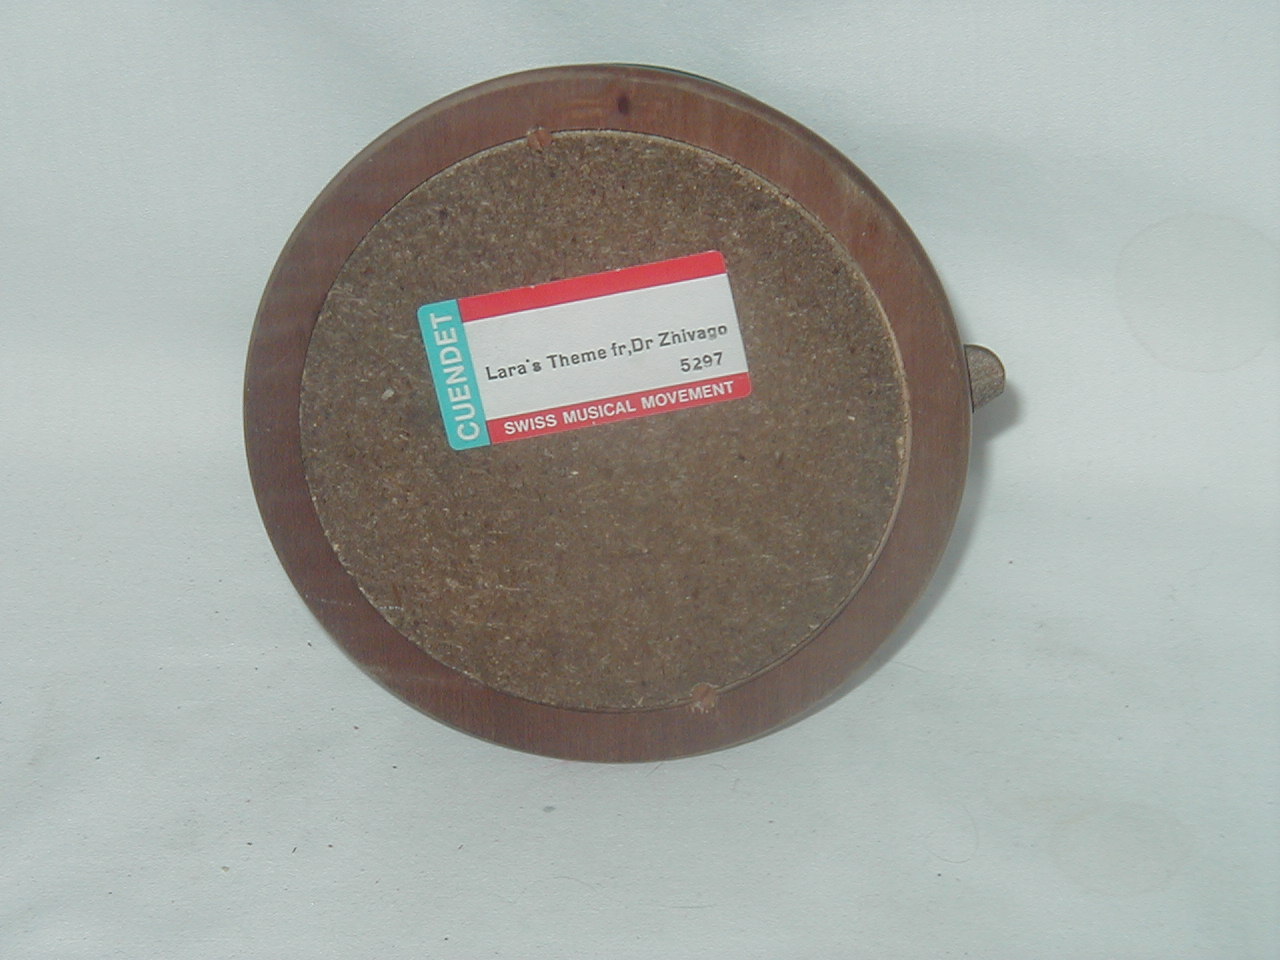 CUENDET
Lara's Theme fr,Dr Zhivago
5297
SWISS MUSICAL MOVEMENT